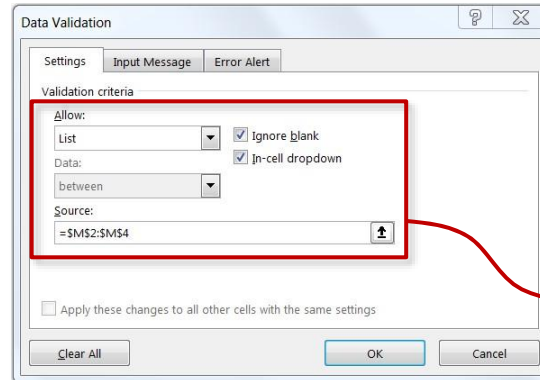 Data Validation
Settings Input Message Error Alert
Validation criteria
Allow:
List
Ignore blank
Data:
In-cell dropdown
between
Source:
=$M$2:$M$4
Apply these changes to all other cells with the same settings
Clear All OK Cancel